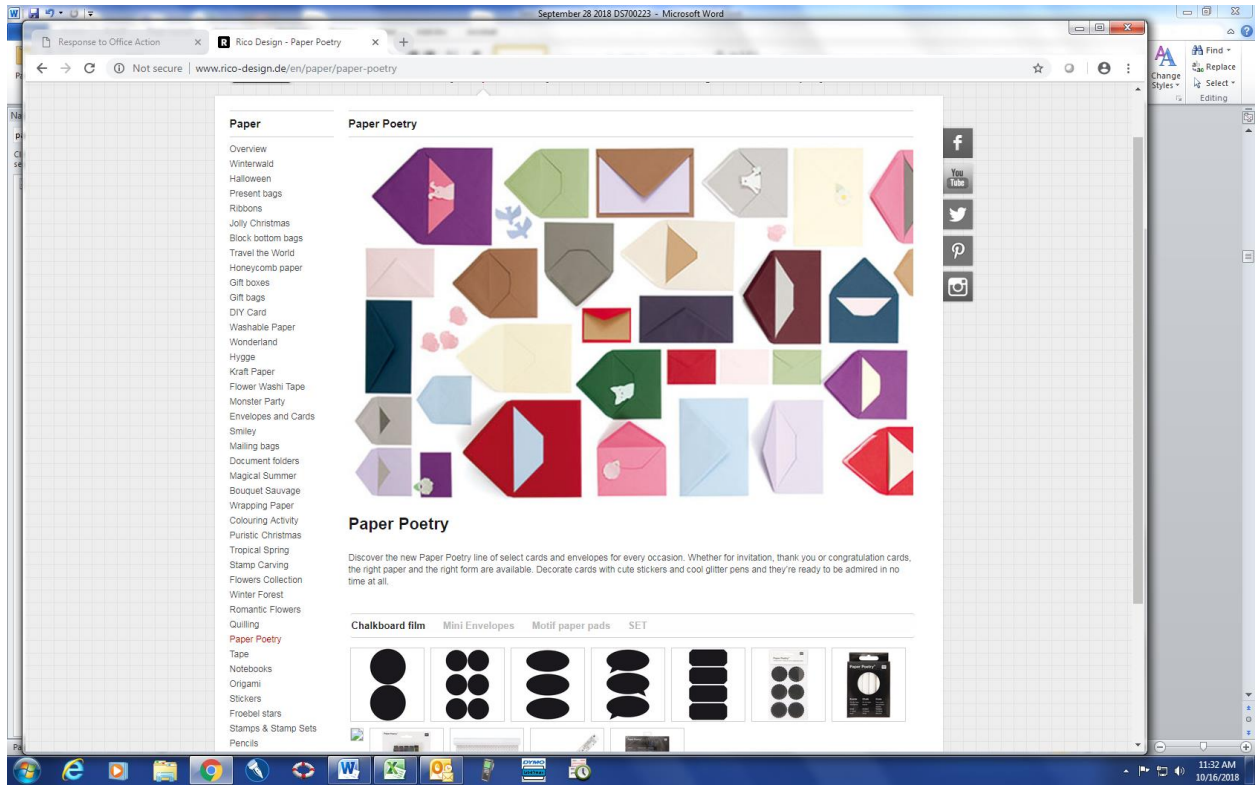 September 28 2018 DS700223 - Microsoft Word
Response to Office Action
Rico Design - Paper Poetry
Not secure | www.rico-design.de/en/paper/paper-poetry
Find
Replace
Select
Change
Styles
Editing
Paper
Overview
Winterwald
Halloween
Present bags
Ribbons
Jolly Christmas
Block bottom bags
Travel the World
Honeycomb paper
Gift boxes
Gift bags
DIY Card
Washable Paper
Wonderland
Hygge
Kraft Paper
Flower Washi Tape
Monster Party
Envelopes and Cards
Smiley
Mailing bags
Document folders
Magical Summer
Bouquet Sauvage
Wrapping Paper
Colouring Activity
Puristic Christmas
Tropical Spring
Stamp Carving
Flowers Collection
Winter Forest
Romantic Flowers
Quilling
Paper Poetry
Tape
Notebooks
Origami
Stickers
Froebel stars
Stamps & Stamp Sets
Pencils
Paper Poetry
You
Tube
Paper Poetry
Discover the new Paper Poetry line of select cards and envelopes for every occasion. Whether for invitation, thank you or congratulation cards,
the right paper and the right form are available. Decorate cards with cute stickers and cool glitter pens and they're ready to be admired in no
time at all.
Chalkboard film Mini Envelopes Motif paper pads SET
Paper Poetry
DYMO
11:32 AM
10/16/2018